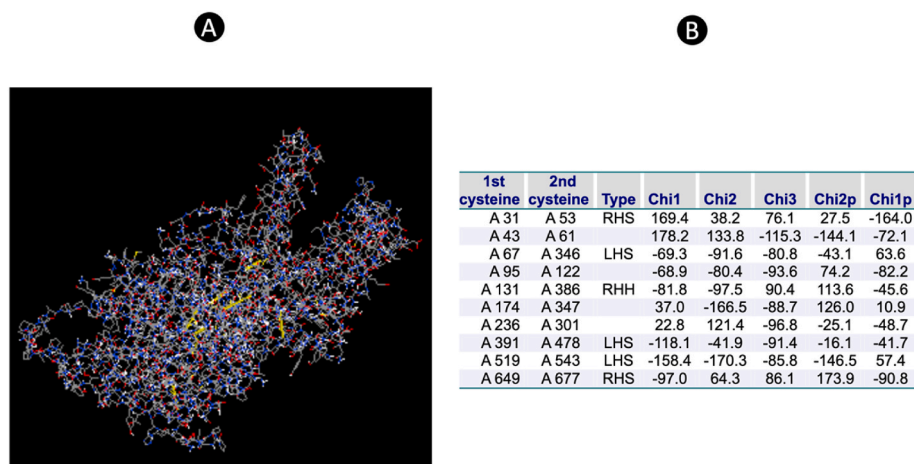 A
B
1st cysteine 2nd cysteine Type Chi1 Chi2 Chi3 Chi2p Chi1p
A 31 A 53 RHS 169.4 38.2 76.1 27.5 -164.0
A 43 A 61 178.2 133.8 -115.3 -144.1 -72.1
A 67 A 346 LHS -69.3 -91.6 -80.8 -43.1 63.6
A 95 A 122 -68.9 -80.4 -93.6 74.2 -82.2
A 131 A 386 RHH -81.8 -97.5 90.4 113.6 -45.6
A 174 A 347 37.0 -166.5 -88.7 126.0 10.9
A 236 A 301 22.8 121.4 -96.8 -25.1 -48.7
A 391 A 478 LHS -118.1 -41.9 -91.4 -16.1 -41.7
A 519 A 543 LHS -158.4 -170.3 -85.8 -146.5 57.4
A 649 A 677 RHS -97.0 64.3 86.1 173.9 -90.8